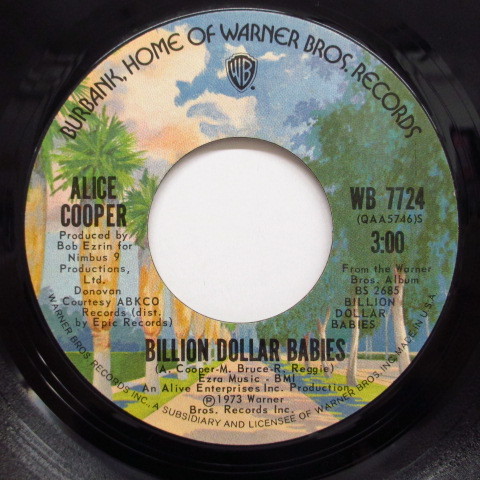 BURBANK, HOME OF WARNER BROS. RECORDS
WB
ALICE
COOPER
Produced by
Bob Ezrin for
Nimbus 9
Productions,
Ltd.
Donovan
Courtesy ABKCO
Records (dist.
by Epic Records)
WB 7724
(QAA5746)S
3:00
From the Warner
Bros. Album
BS 2685
BILLION
DOLLAR
BABIES
BILLION DOLLAR BABIES
(A. Cooper-M. Bruce-R. Reggie)
Ezra Music - BMI
An Alive Enterprises Inc. Production
Ⓟ1973 Warner
Bros. Records Inc.
WARNER BROS. RECORDS INC., A SUBSIDIARY AND LICENSEE OF WARNER BROS. INC. MADE IN U.S.A.